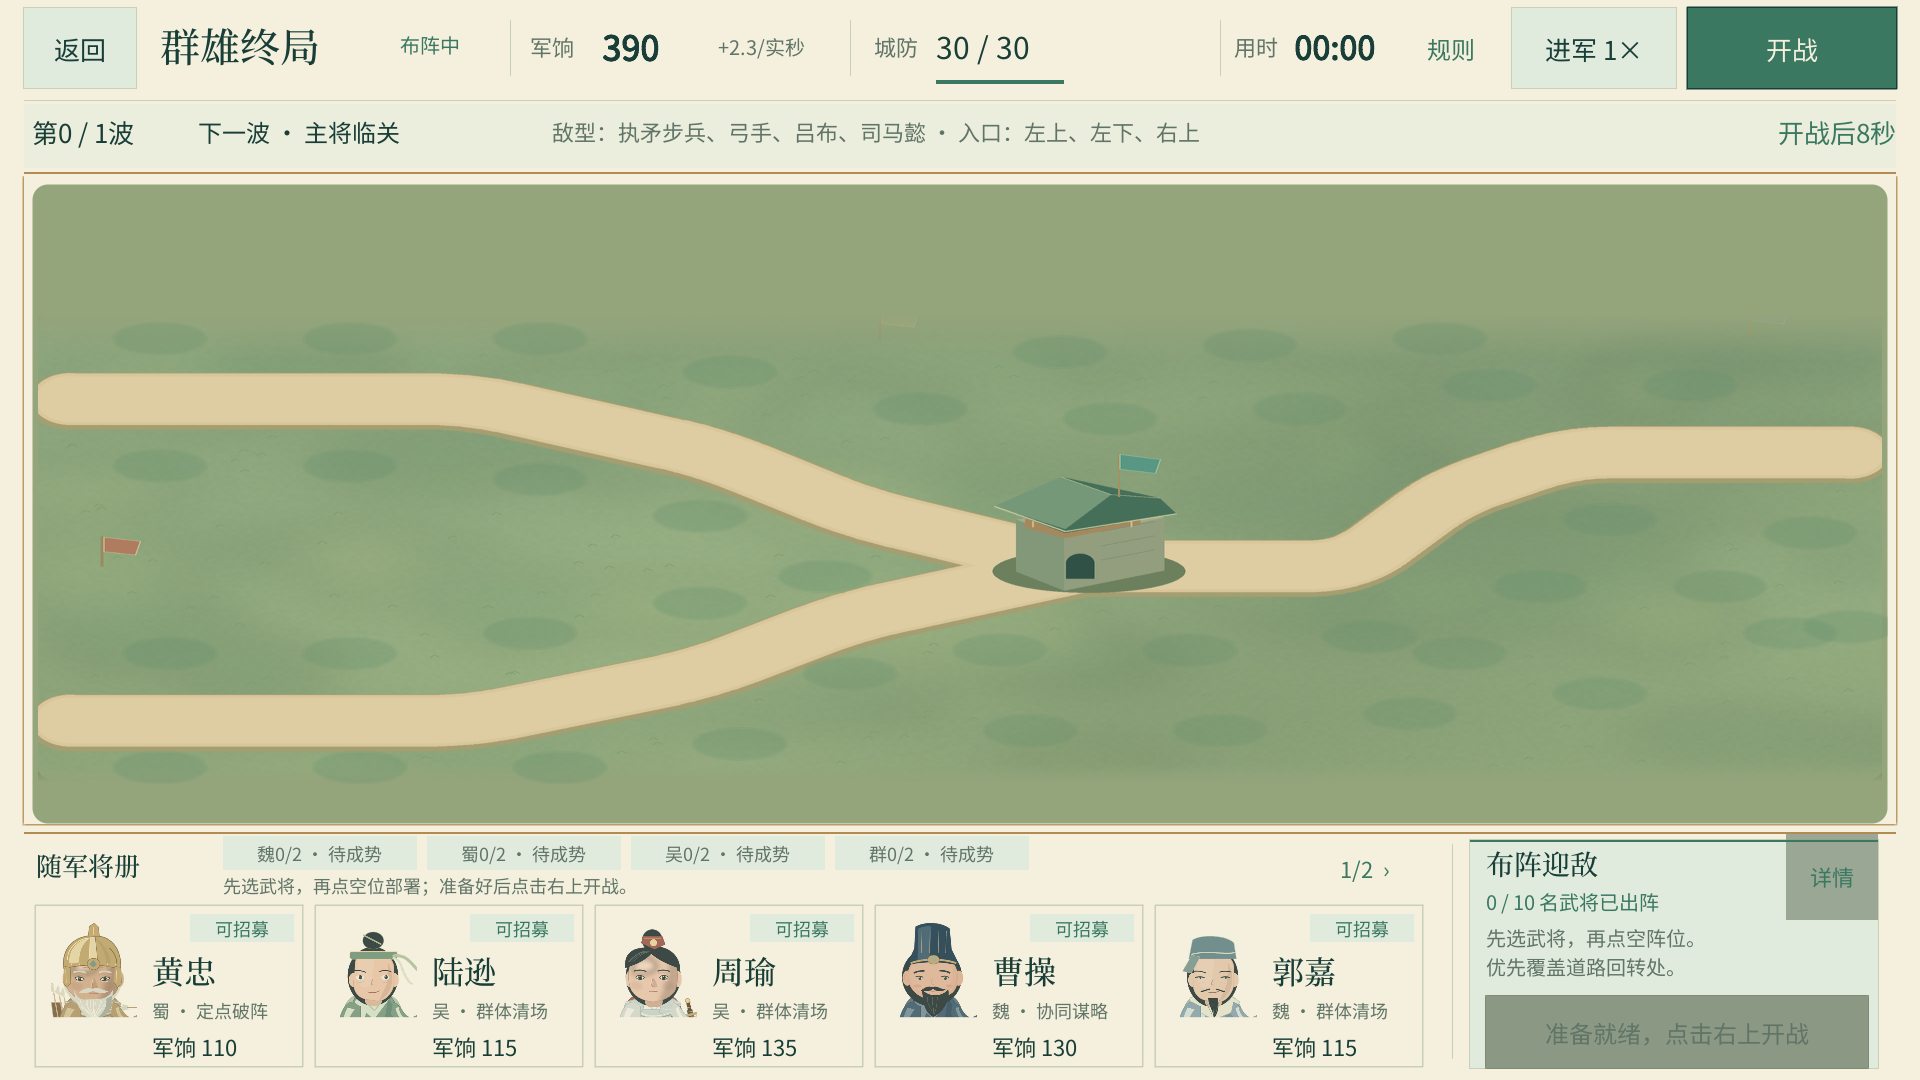 返回
群雄终局
布阵中
军饷 390
+2.3/实秒
城防 30 / 30
用时 00:00
规则
进军 1×
开战
第0 / 1波
下一波 · 主将临关
敌型：执矛步兵、弓手、吕布、司马懿 · 入口：左上、左下、右上
开战后8秒
随军将册
魏0/2 · 待成势
蜀0/2 · 待成势
吴0/2 · 待成势
群0/2 · 待成势
先选武将，再点空位部署；准备好后点击右上开战。
1/2 ›
可招募
黄忠
蜀 · 定点破阵
军饷 110
可招募
陆逊
吴 · 群体清场
军饷 115
可招募
周瑜
吴 · 群体清场
军饷 135
可招募
曹操
魏 · 协同谋略
军饷 130
可招募
郭嘉
魏 · 群体清场
军饷 115
布阵迎敌
详情
0 / 10 名武将已出阵
先选武将，再点空阵位。
优先覆盖道路回转处。
准备就绪，点击右上开战